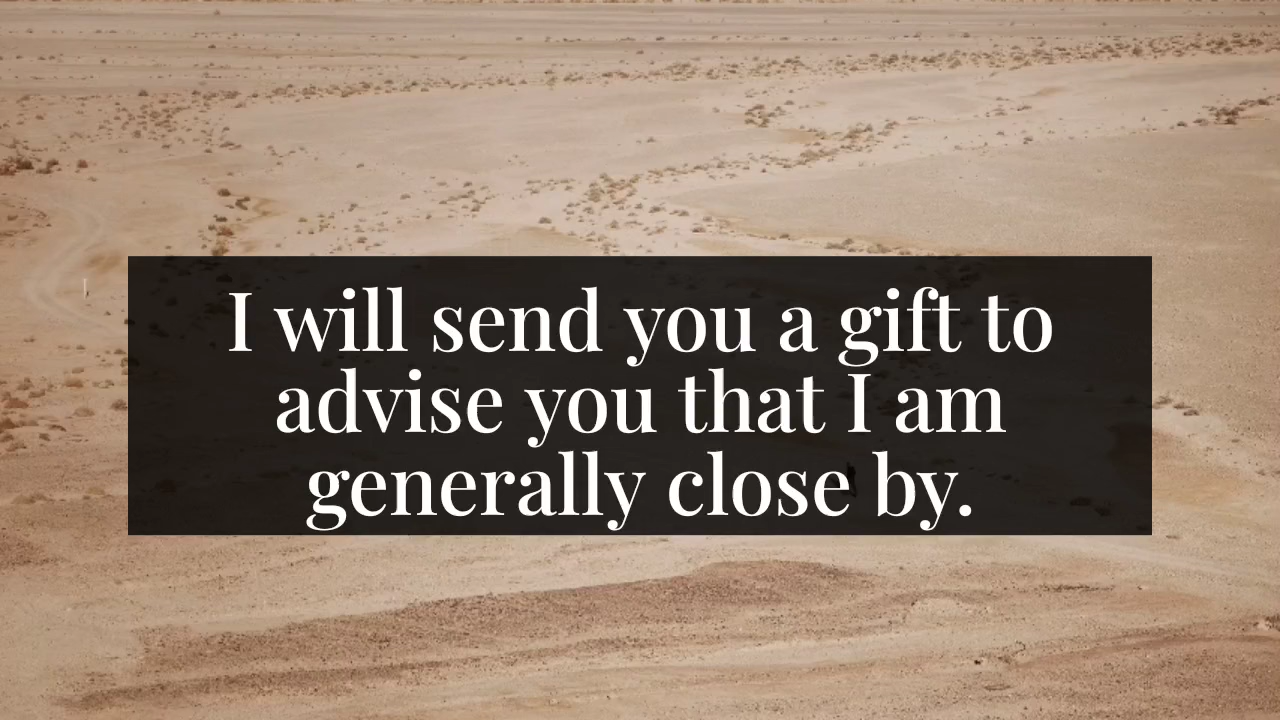 I will send you a gift to
advise you that I am
generally close by.